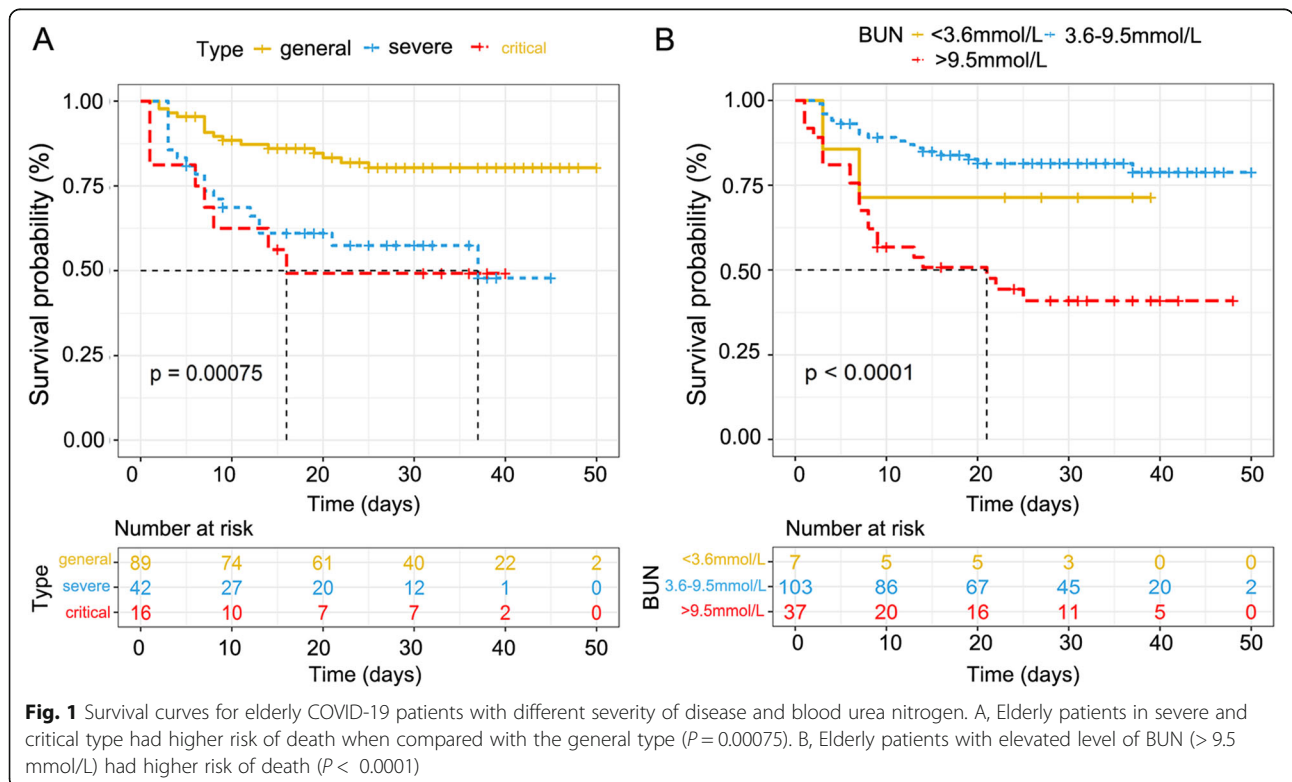 A
Type general severe critical
Survival probability (%)
1.00
0.75
0.50
0.25
0.00
p = 0.00075
0 10 20 30 40 50
Time (days)
Number at risk
Type
general 89 74 61 40 22 2
severe 42 27 20 12 1 0
critical 16 10 7 7 2 0
0 10 20 30 40 50
Time (days)
B
BUN <3.6mmol/L 3.6-9.5mmol/L
>9.5mmol/L
Survival probability (%)
1.00
0.75
0.50
0.25
0.00
p < 0.0001
0 10 20 30 40 50
Time (days)
Number at risk
BUN
<3.6mmol/L 7 5 5 3 0 0
3.6-9.5mmol/L 103 86 67 45 20 2
>9.5mmol/L 37 20 16 11 5 0
0 10 20 30 40 50
Time (days)
Fig. 1 Survival curves for elderly COVID-19 patients with different severity of disease and blood urea nitrogen. A, Elderly patients in severe and
critical type had higher risk of death when compared with the general type (P = 0.00075). B, Elderly patients with elevated level of BUN (> 9.5
mmol/L) had higher risk of death (P < 0.0001)